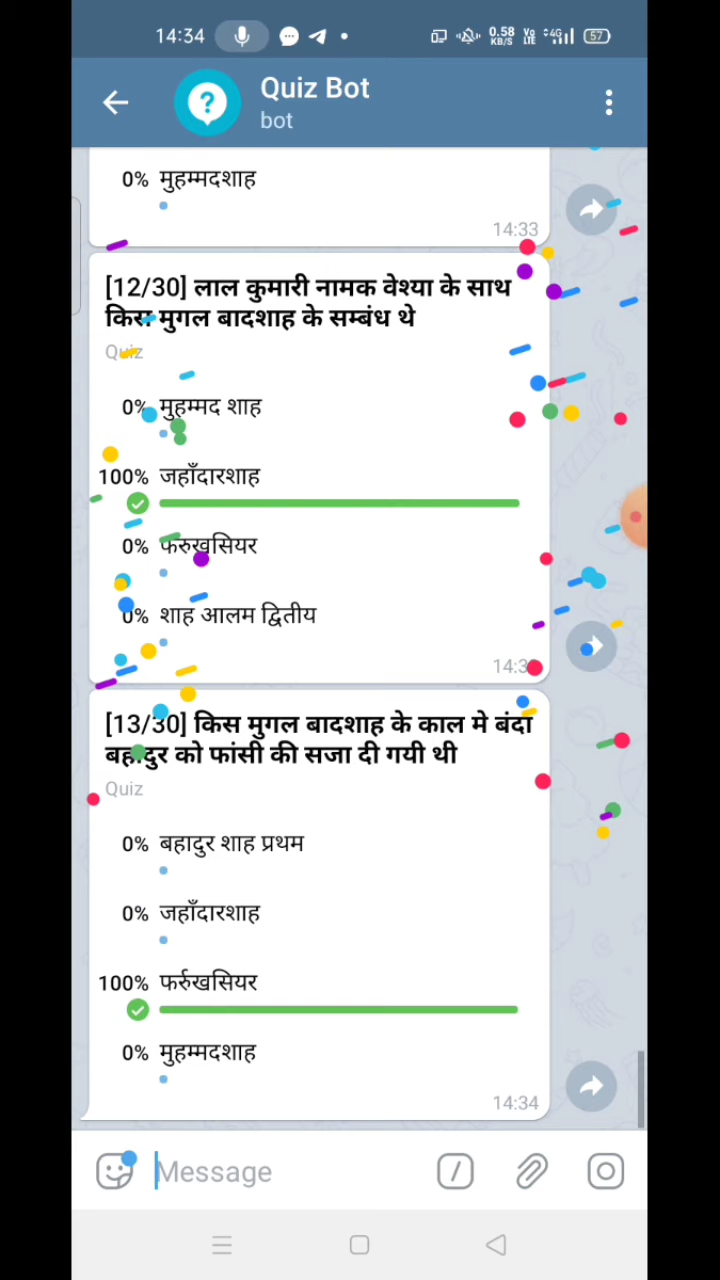 14:34
0.58 KB/S
Vo LTE
4G
57
Quiz Bot
bot
0% मुहम्मदशाह
14:33
[12/30] लाल कुमारी नामक वेश्या के साथ
किस मुगल बादशाह के सम्बंध थे
Quiz
0% मुहम्मद शाह
100% जहाँदारशाह
0% फरुखसियर
0% शाह आलम द्वितीय
[13/30] किस मुगल बादशाह के काल मे बंदा
बहादुर को फांसी की सजा दी गयी थी
Quiz
0% बहादुर शाह प्रथम
0% जहाँदारशाह
100% फर्रुखसियर
0% मुहम्मदशाह
14:34
Message